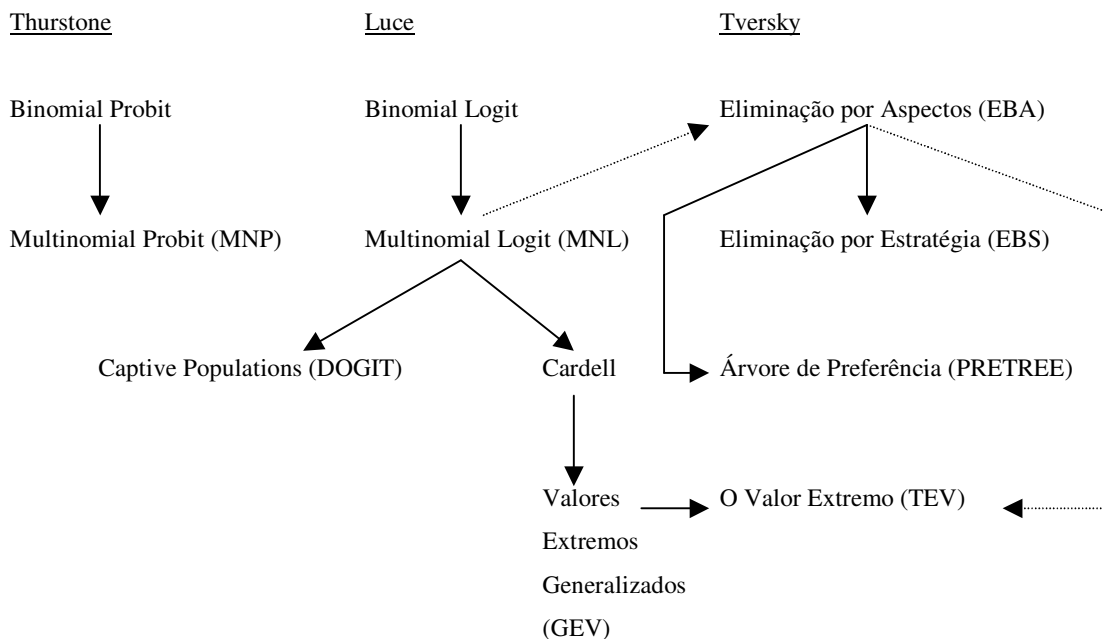 Thurstone Luce Tversky
Binomial Probit Binomial Logit Eliminação por Aspectos (EBA)
Multinomial Probit (MNP) Multinomial Logit (MNL) Eliminação por Estratégia (EBS)
Captive Populations (DOGIT) Cardell Árvore de Preferência (PRETREE)
Valores O Valor Extremo (TEV)
Extremos
Generalizados
(GEV)